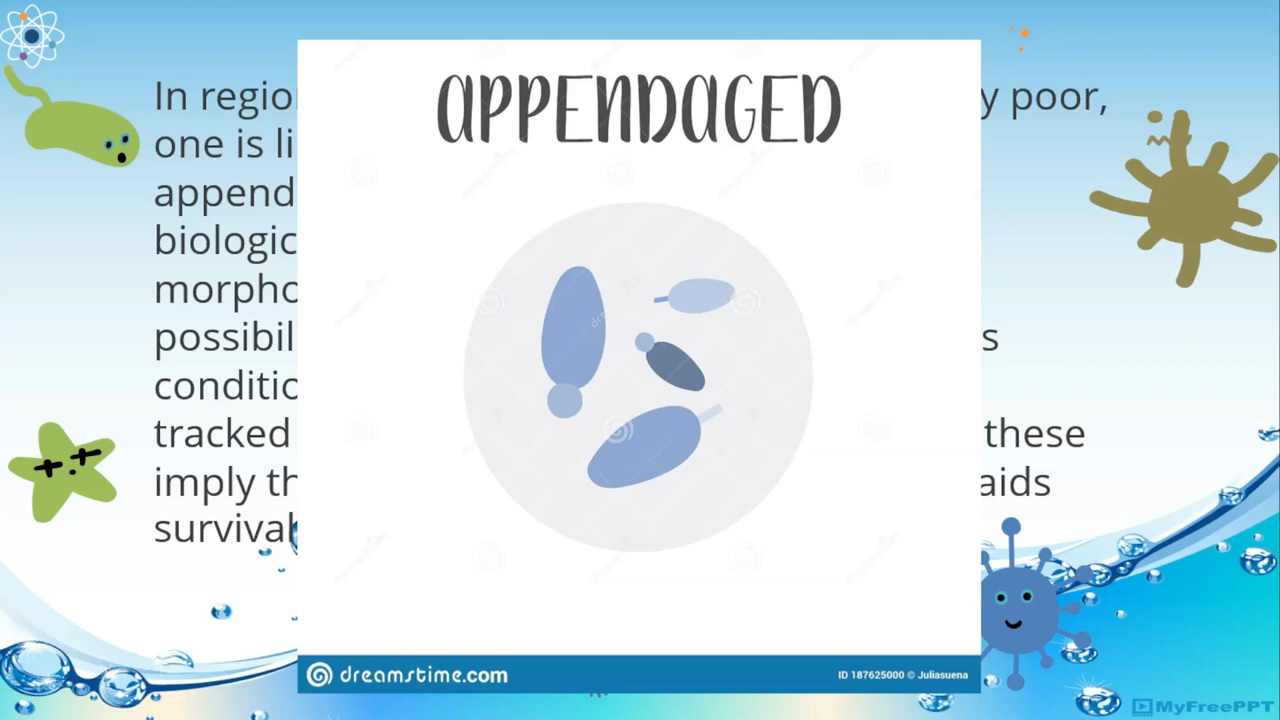 APPENDAGED
In regio y poor,
one is li
append
biologic
morpho
possibil s
conditio
tracked these
imply th aids
survival
dreamstime.com
ID 187625000 © Juliasuena
MyFreePPT